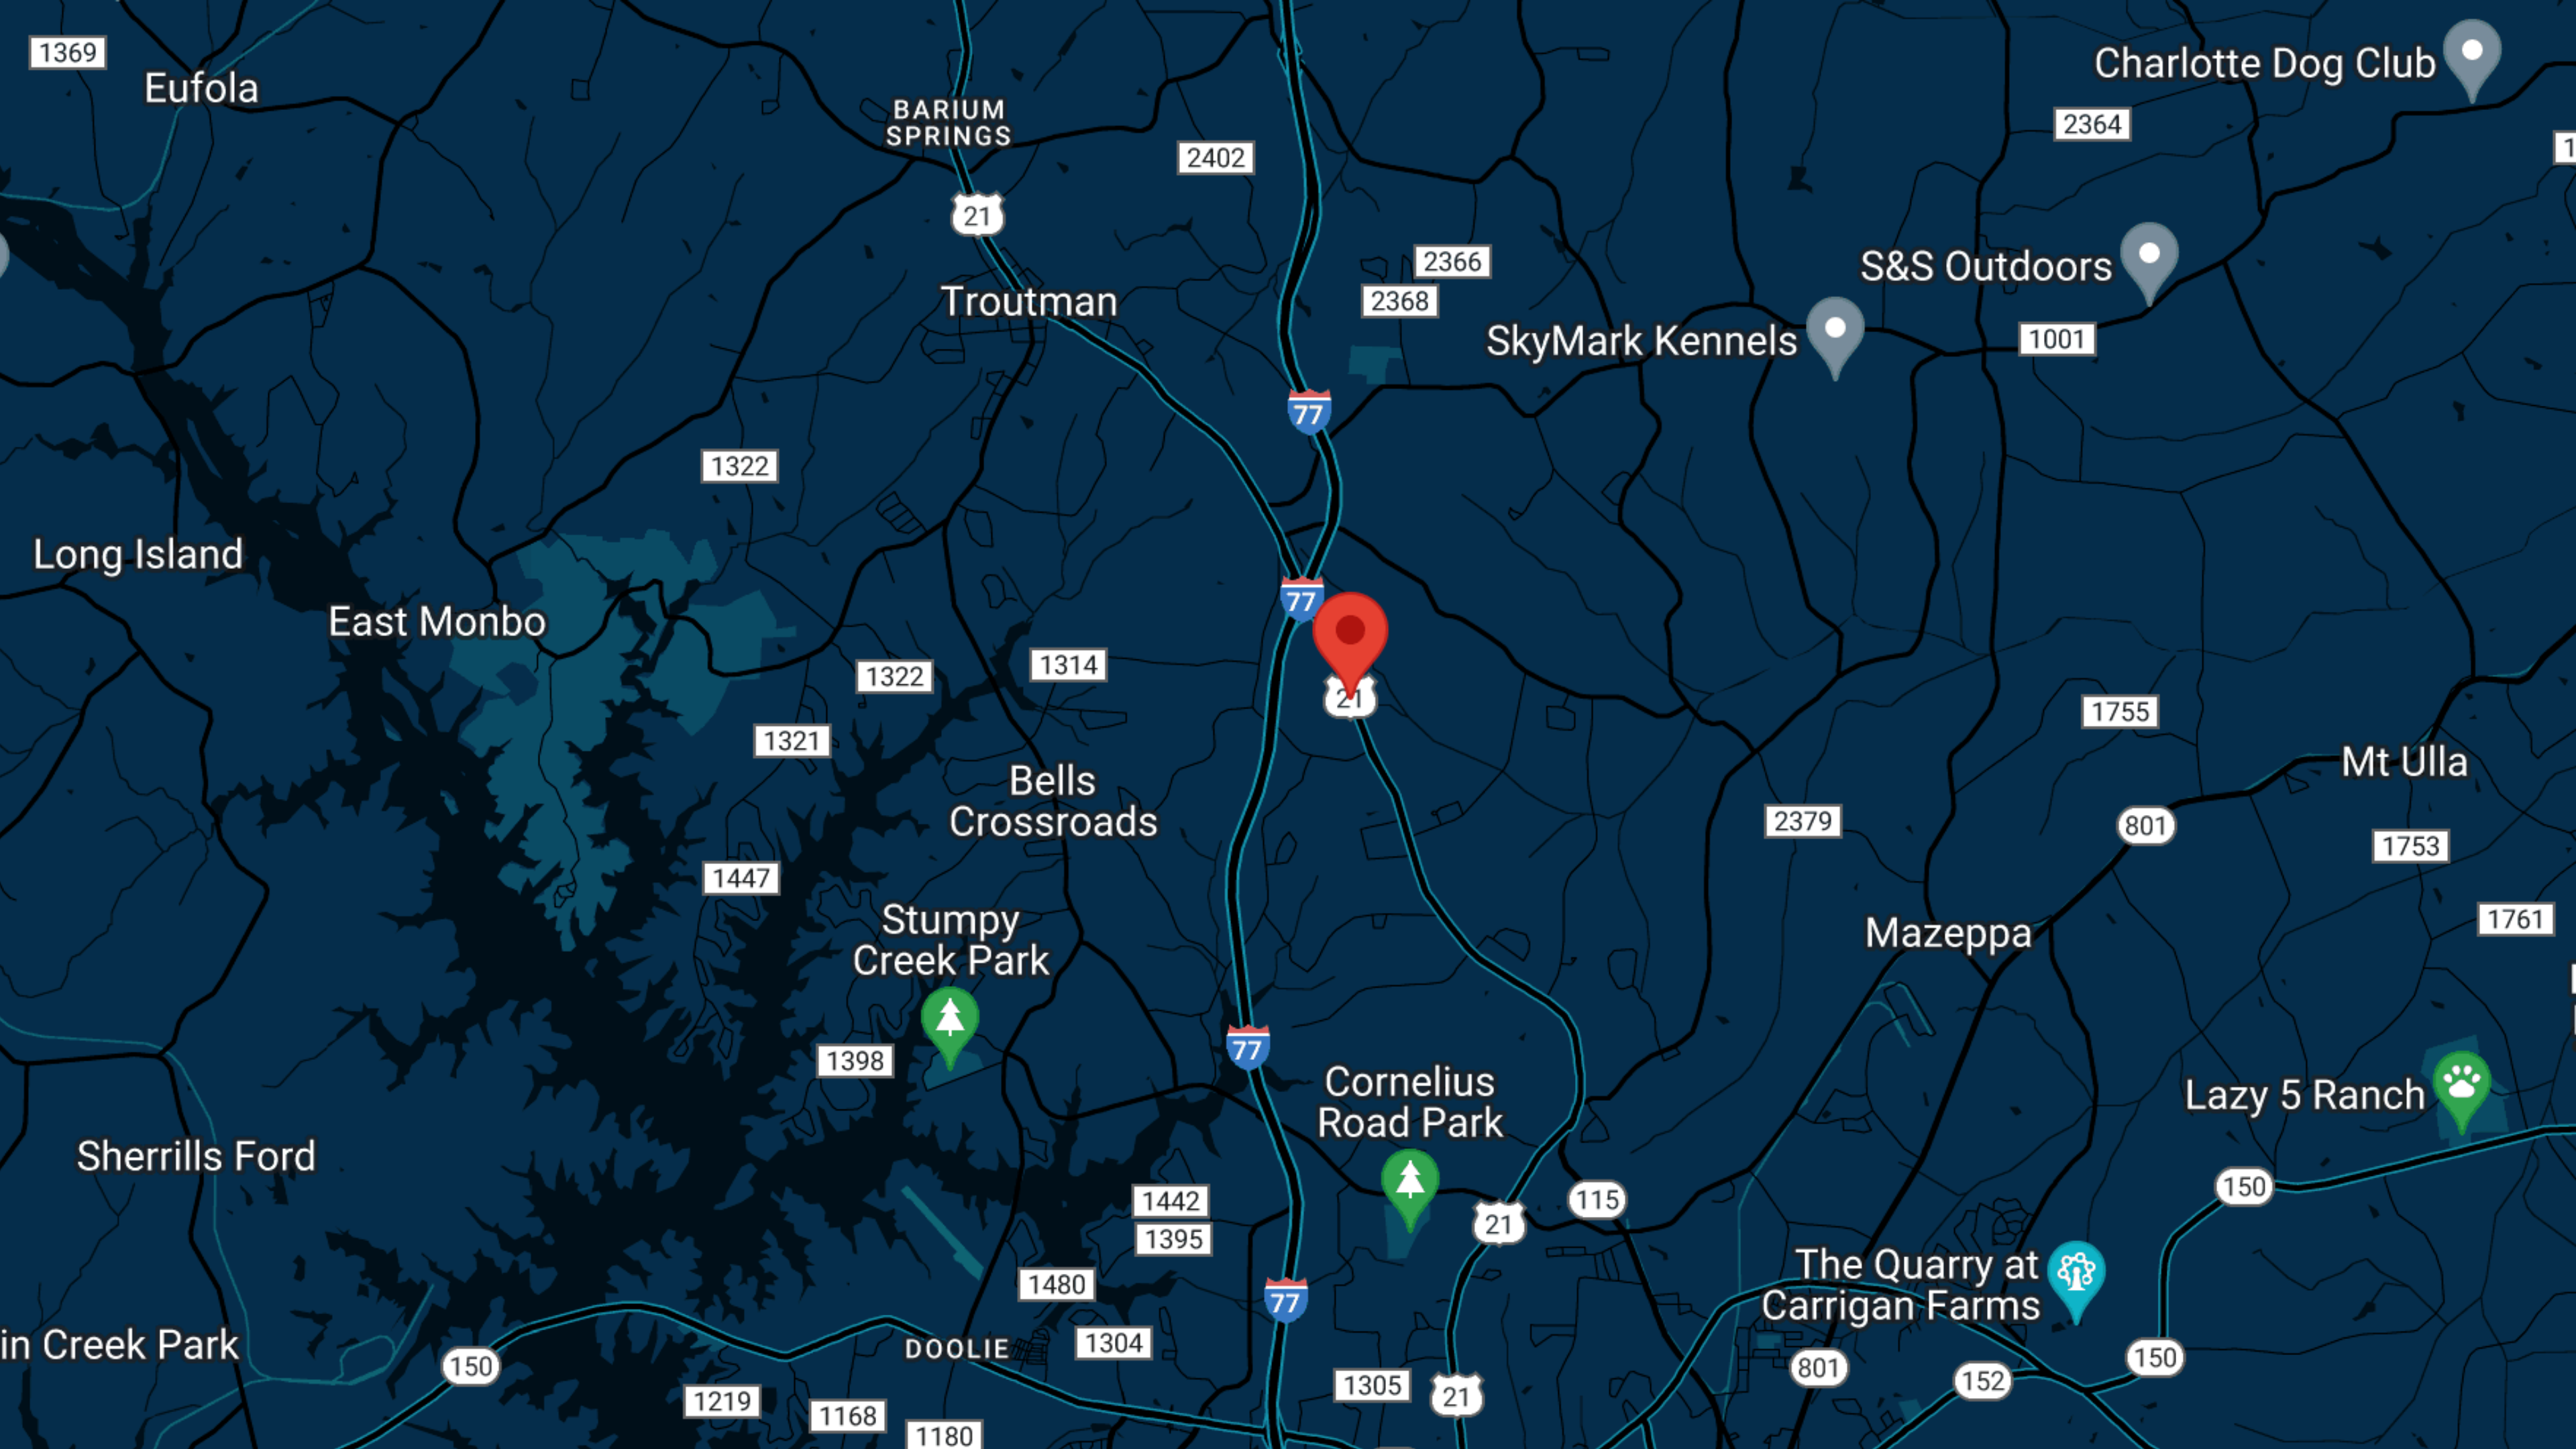 1369
Eufola
BARIUM
SPRINGS
2402
Charlotte Dog Club
2364
21
Troutman
2366
2368
S&S Outdoors
SkyMark Kennels
1001
77
1322
Long Island
East Monbo
77
1322
1314
21
1321
1755
Bells
Crossroads
Mt Ulla
2379
801
1753
1447
Stumpy
Creek Park
Mazeppa
1761
77
1398
Cornelius
Road Park
Lazy 5 Ranch
Sherrills Ford
1442
1395
21
115
150
1480
77
The Quarry at
Carrigan Farms
in Creek Park
150
DOOLIE
1304
801
152
150
1219
1168
1180
1305
21